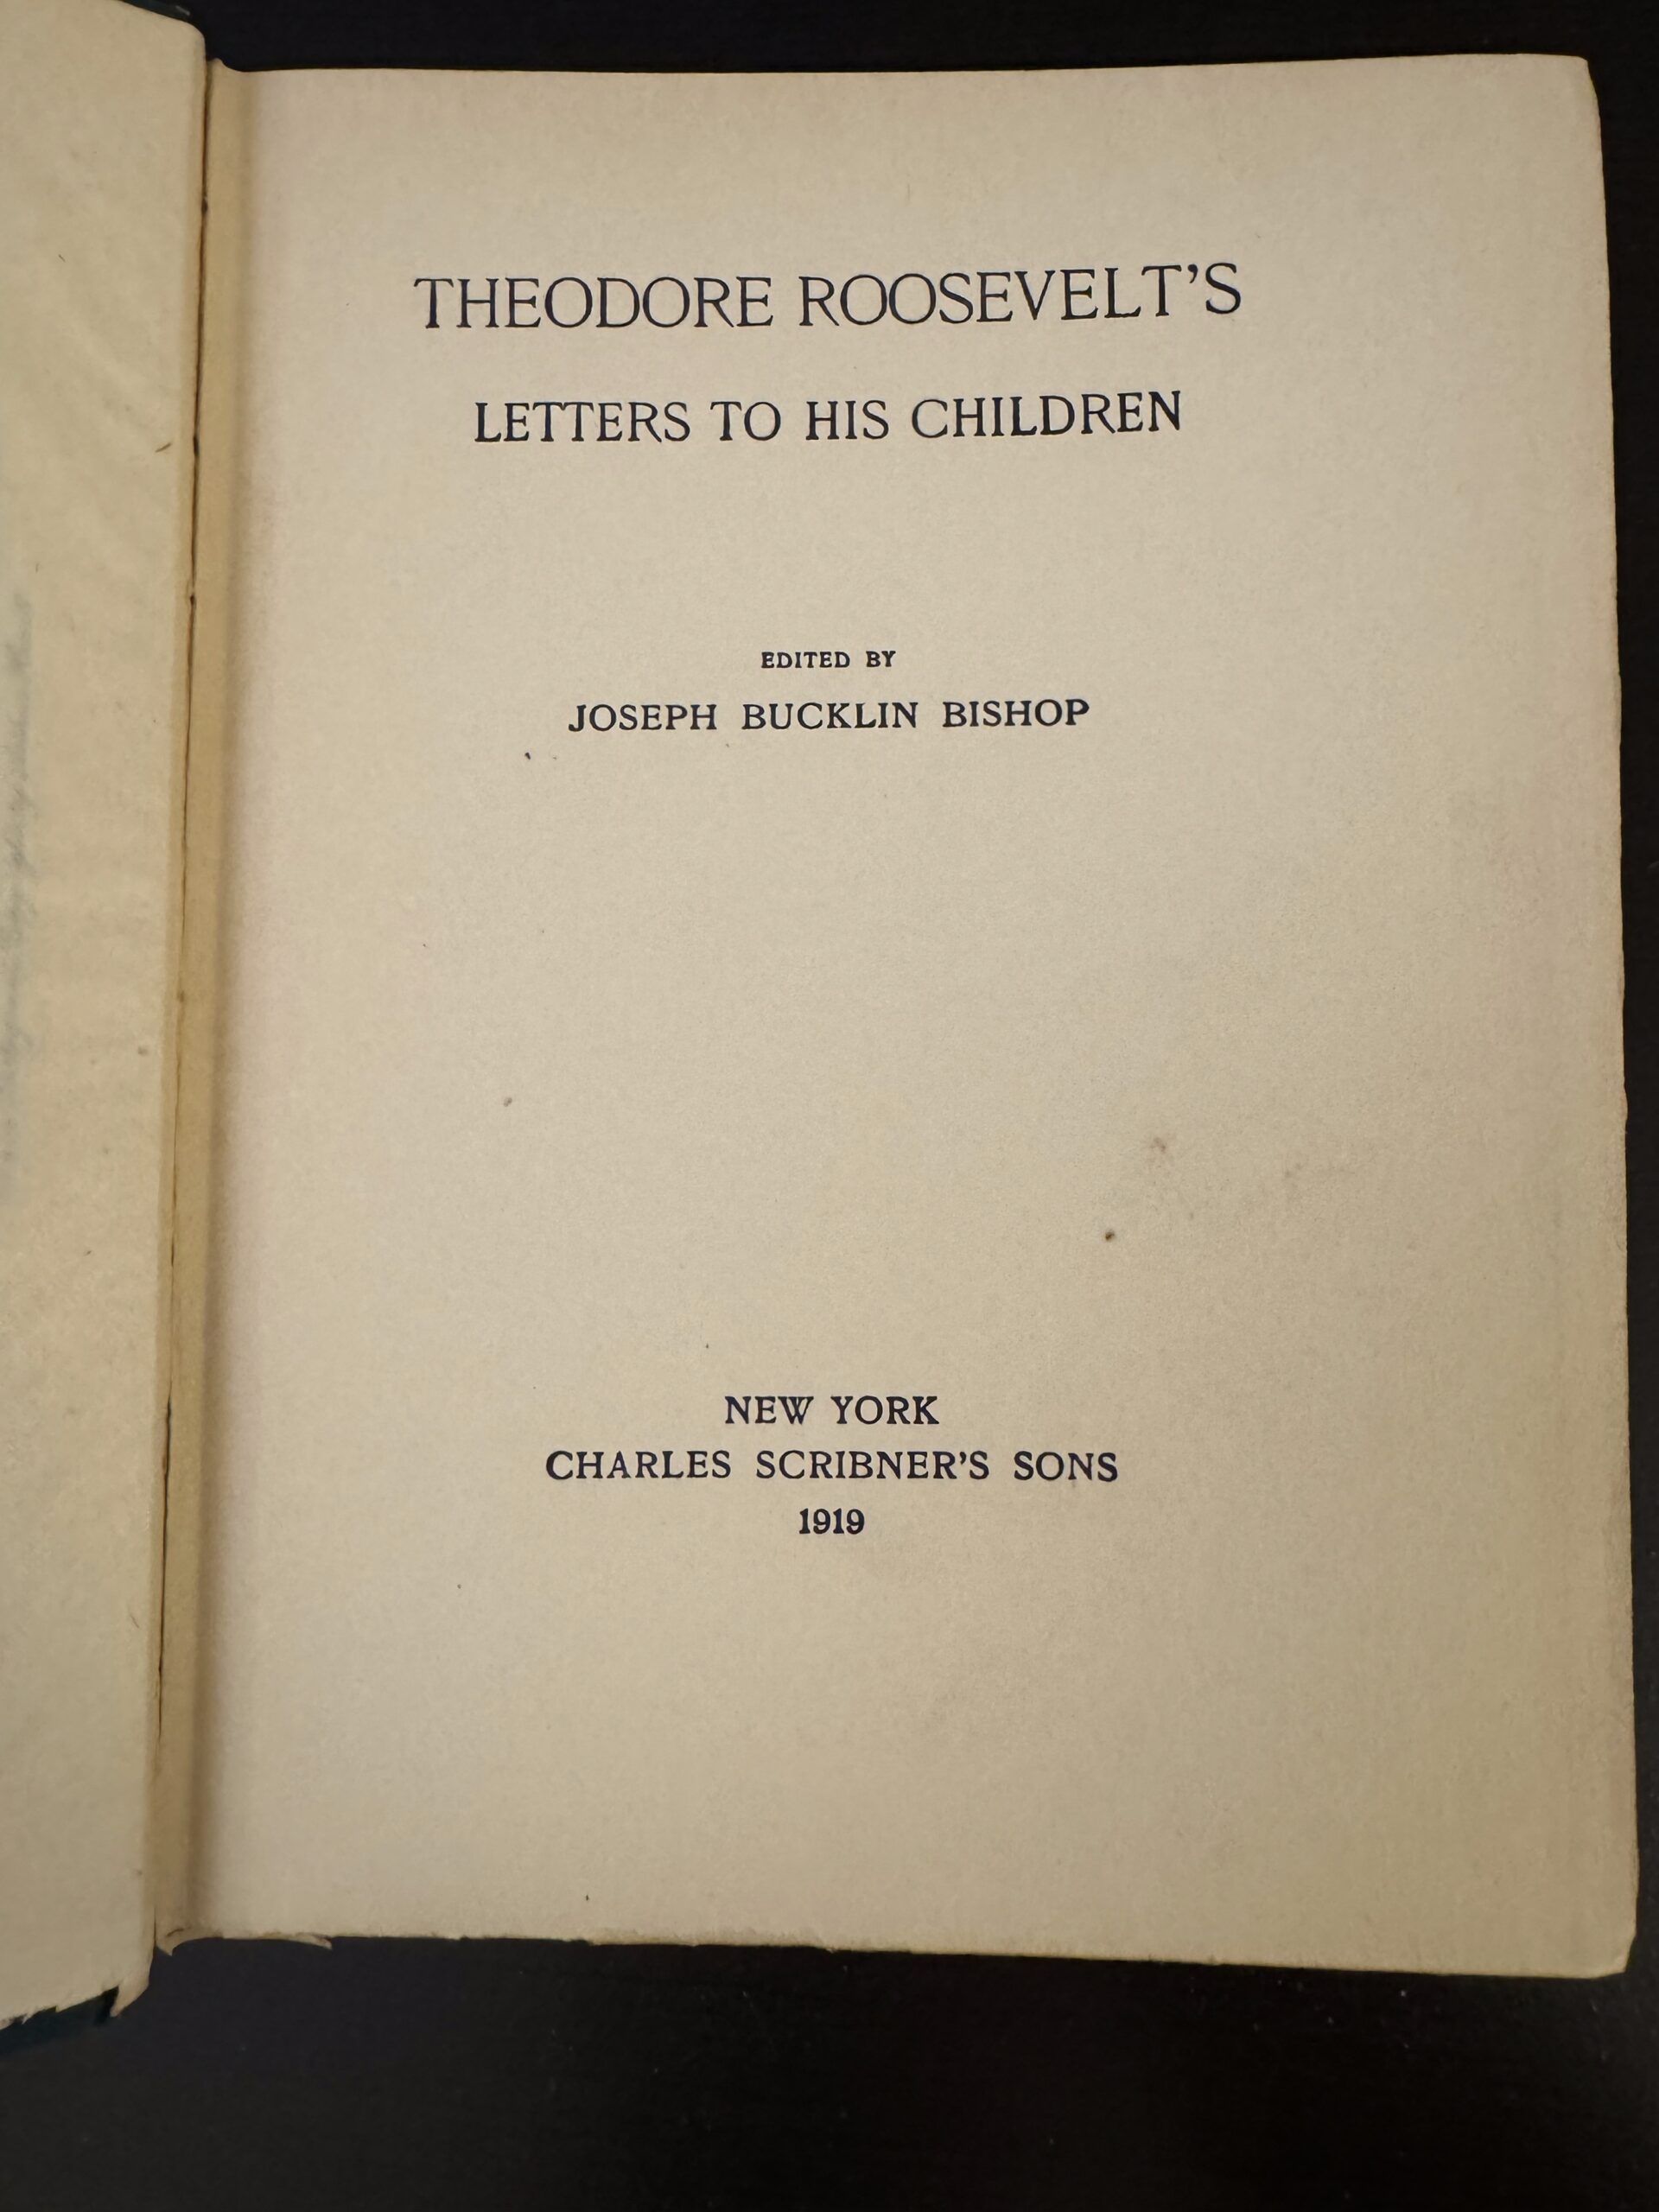 THEODORE ROOSEVELT'S
LETTERS TO HIS CHILDREN
EDITED BY
JOSEPH BUCKLIN BISHOP
NEW YORK
CHARLES SCRIBNER'S SONS
1919